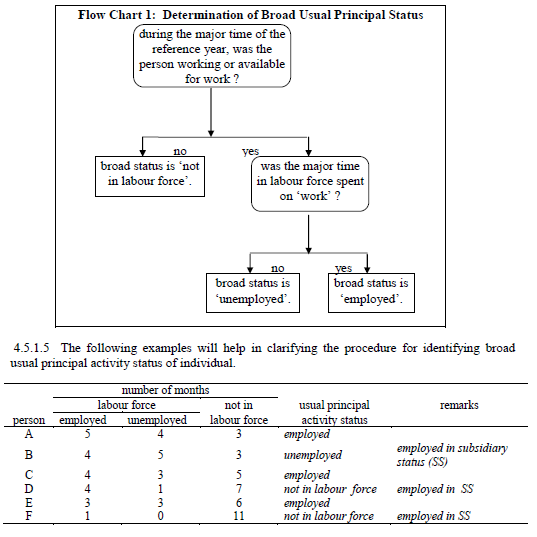 Flow Chart 1: Determination of Broad Usual Principal Status
during the major time of the
reference year, was the
person working or available
for work ?
no
yes
broad status is ‘not
in labour force’.
was the major time
in labour force spent
on ‘work’ ?
no
yes
broad status is
‘unemployed’.
broad status is
‘employed’.
4.5.1.5 The following examples will help in clarifying the procedure for identifying broad
usual principal activity status of individual.
number of months
labour force not in usual principal remarks
person employed unemployed labour force activity status
A 5 4 3 employed
B 4 5 3 unemployed employed in subsidiary
status (SS)
C 4 3 5 employed
D 4 1 7 not in labour force employed in SS
E 3 3 6 employed
F 1 0 11 not in labour force employed in SS